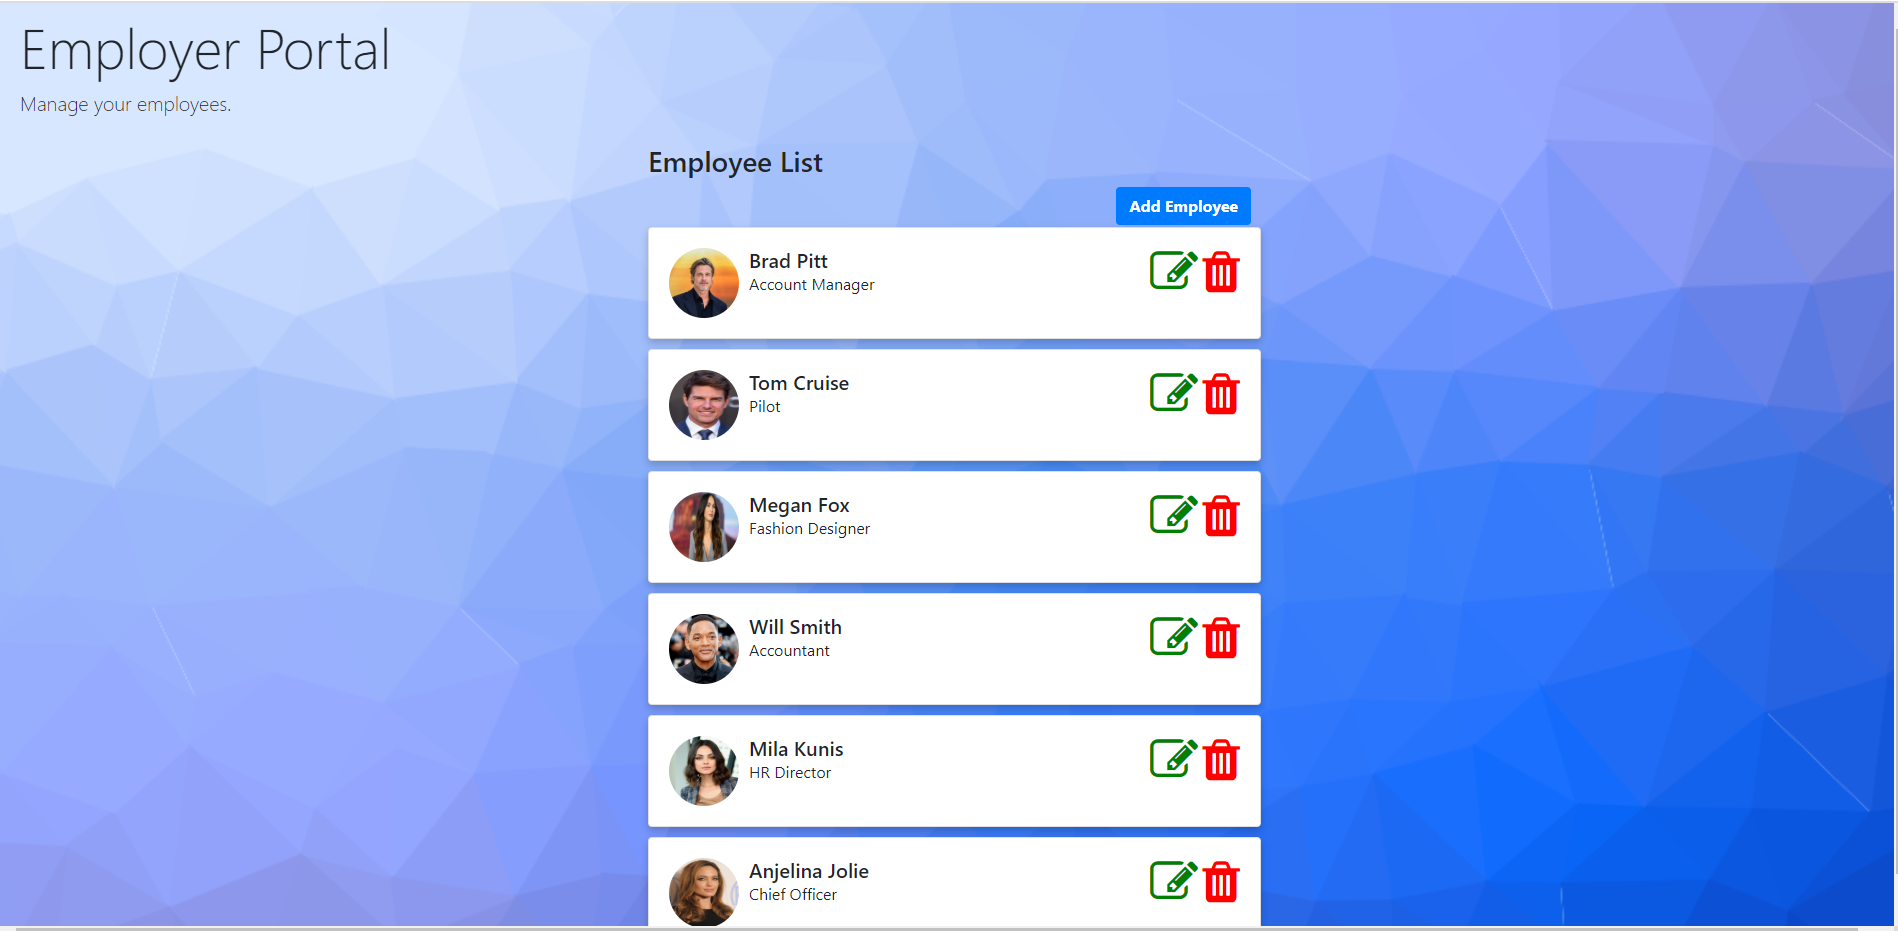 Employer Portal
Manage your employees.
Employee List
Add Employee
Brad Pitt
Account Manager
Tom Cruise
Pilot
Megan Fox
Fashion Designer
Will Smith
Accountant
Mila Kunis
HR Director
Anjelina Jolie
Chief Officer